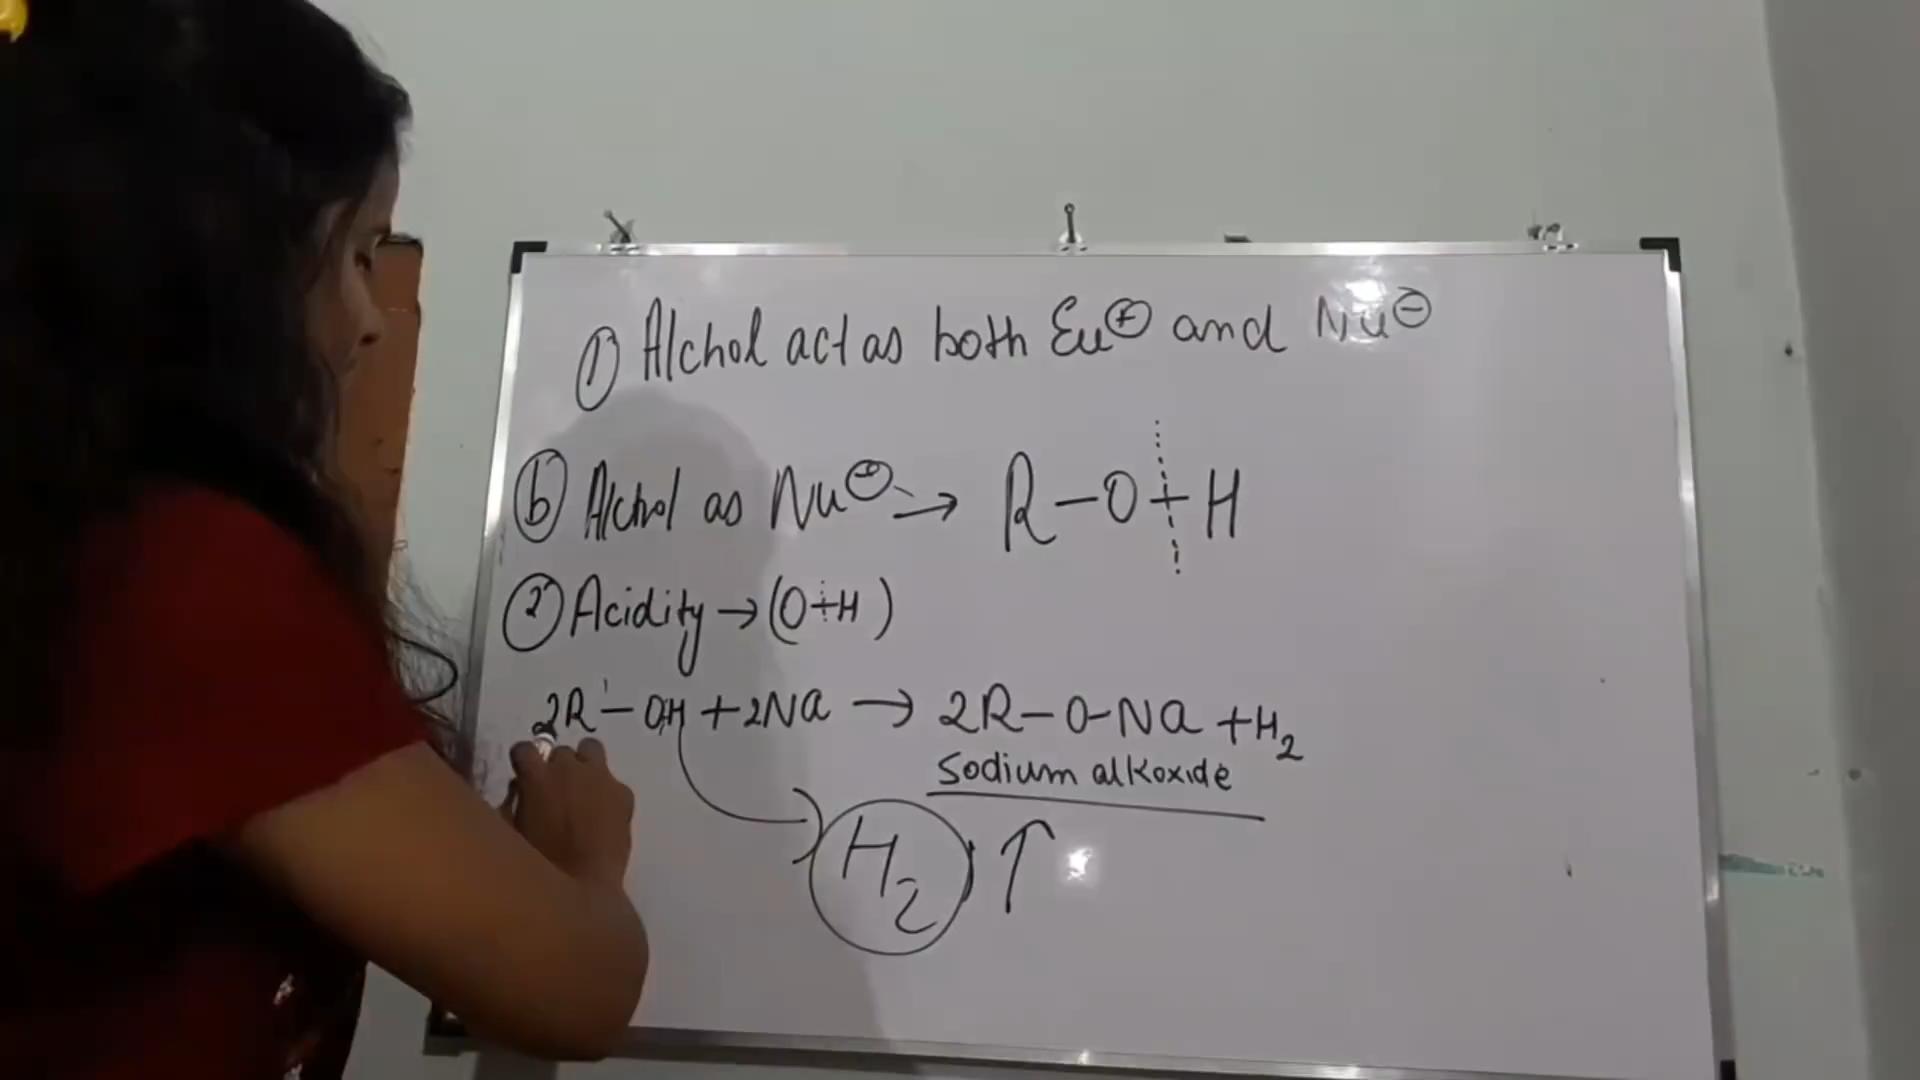 ① Alchol act as both Eu⊕ and Nu⊖
ⓑ Alchol as Nu⊖ → R-O-H
② Acidity → (O-H)
2R-OH + 2Na → 2R-O-Na + H₂
Sodium alkoxide
H₂ ↑